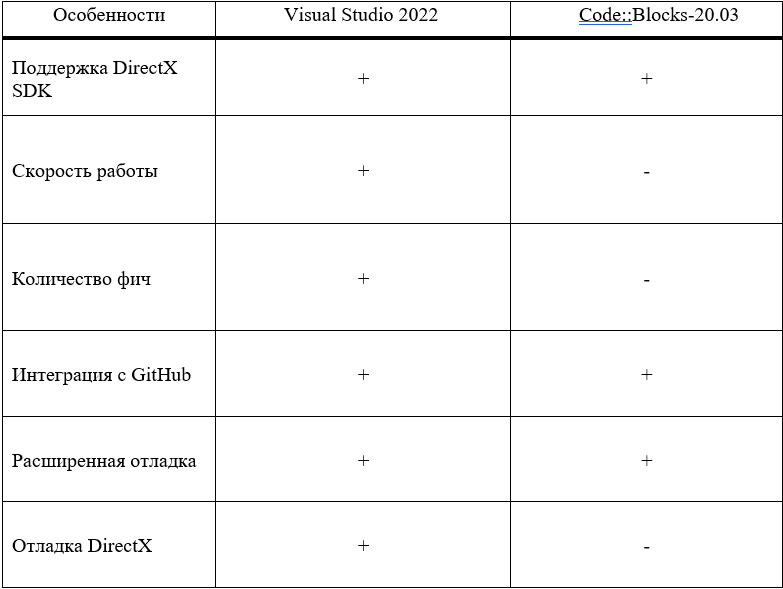 Особенности Visual Studio 2022 Code::Blocks-20.03
Поддержка DirectX
SDK + +
Скорость работы + -
Количество фич + -
Интеграция с GitHub + +
Расширенная отладка + +
Отладка DirectX + -